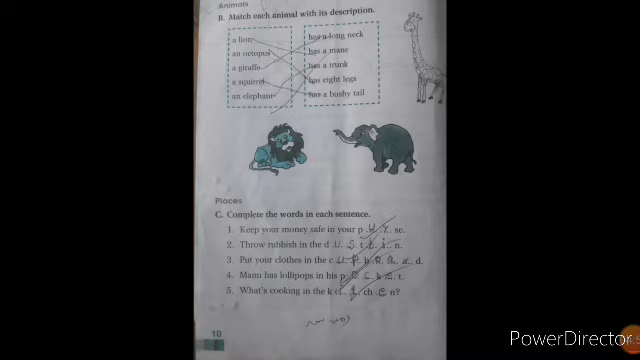 Animals
B. Match each animal with its description.
a lion
an octopus
a giraffe
a squirrel
an elephant
has a long neck
has a mane
has a trunk
has eight legs
has a bushy tail
Places
C. Complete the words in each sentence.
1. Keep your money safe in your p u r se.
2. Throw rubbish in the d u s t b i n.
3. Put your clothes in the c u p b o a r d.
4. Manu has lollipops in his p o c k e t.
5. What's cooking in the k i t ch e n?
10
PowerDirector